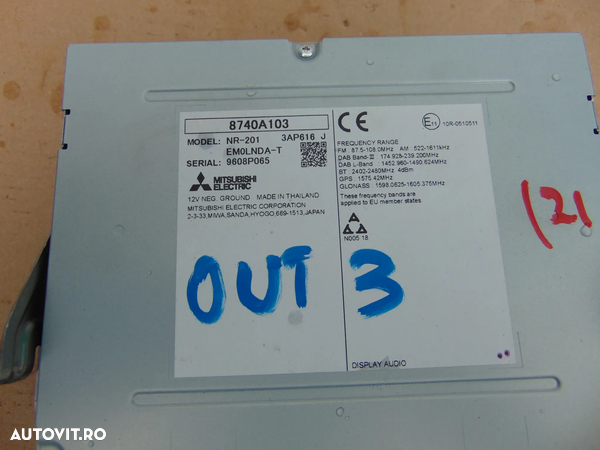 8740A103
MODEL: NR-201 3AP616 J
EM0LNDA-T
SERIAL: 9608P065
MITSUBISHI
ELECTRIC
12V NEG. GROUND MADE IN THAILAND
MITSUBISHI ELECTRIC CORPORATION
2-3-33, MIWA, SANDA, HYOGO, 669-1513, JAPAN
CE
E11 10R-0510511
FREQUENCY RANGE
FM : 87.5-108.0MHz AM : 522-1611kHz
DAB Band-III : 174.928-239.200MHz
DAB L-Band : 1452.960-1490.624MHz
BT : 2402-2480MHz 4dBm
GPS : 1575.42MHz
GLONASS : 1598.0625-1605.375MHz
These frequency bands are
applied to EU member states.
N005 18
OUT 3
121
DISPLAY AUDIO
AUTOVIT.RO